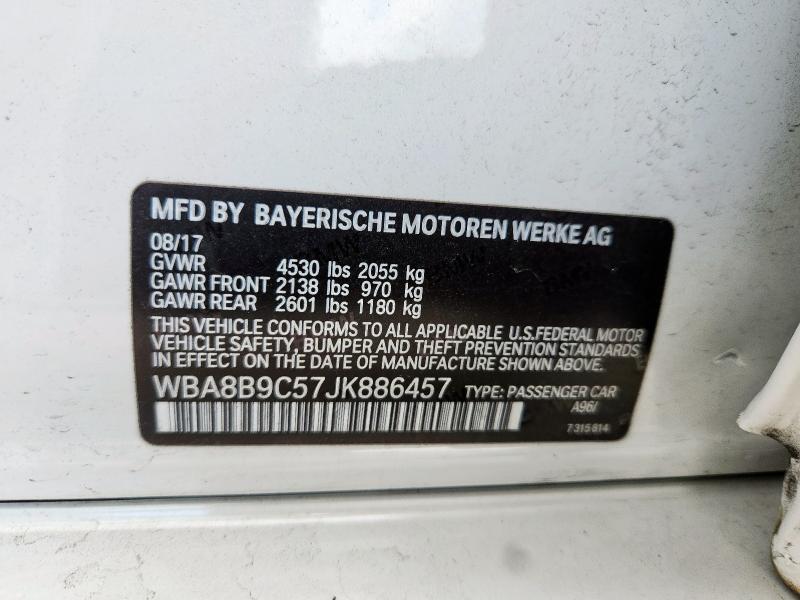 MFD BY BAYERISCHE MOTOREN WERKE AG
08/17
GVWR 4530 lbs 2055 kg
GAWR FRONT 2138 lbs 970 kg
GAWR REAR 2601 lbs 1180 kg
THIS VEHICLE CONFORMS TO ALL APPLICABLE U.S.FEDERAL MOTOR
VEHICLE SAFETY, BUMPER AND THEFT PREVENTION STANDARDS
IN EFFECT ON THE DATE OF MANUFACTURE SHOWN ABOVE.
WBA8B9C57JK886457 TYPE: PASSENGER CAR
A96/
7315814